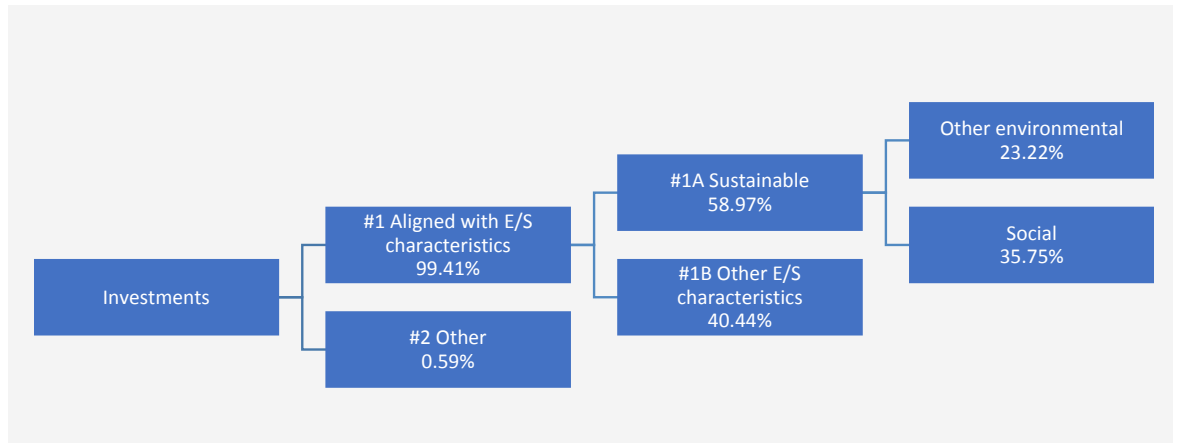 Investments
#1 Aligned with E/S
characteristics
99.41%
#2 Other
0.59%
#1A Sustainable
58.97%
#1B Other E/S
characteristics
40.44%
Other environmental
23.22%
Social
35.75%